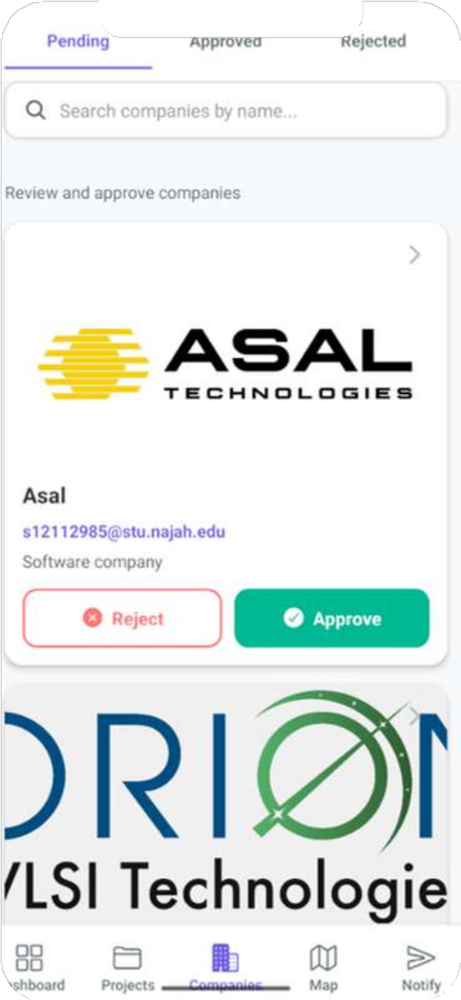 Pending Approved Rejected
Search companies by name...
Review and approve companies
ASAL
TECHNOLOGIES
Asal
s12112985@stu.najah.edu
Software company
Reject Approve
ORION
VLSI Technologie
shboard Projects Companies Map Notify